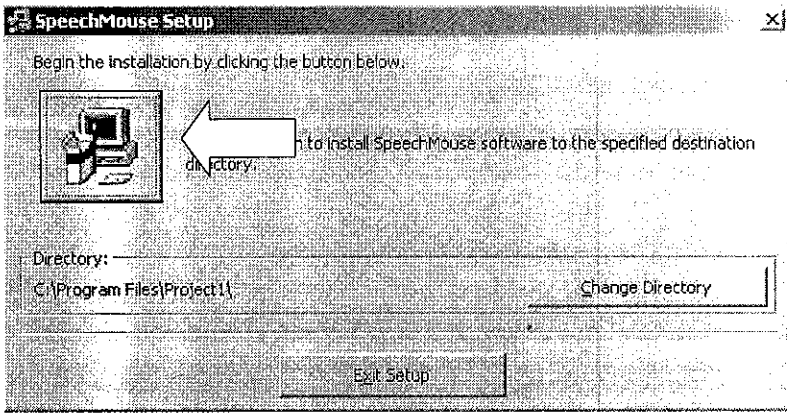 SpeechMouse Setup
Begin the installation by clicking the button below.
to install SpeechMouse software to the specified destination
directory.
Directory:
C:\Program Files\Project1\
Change Directory
Exit Setup